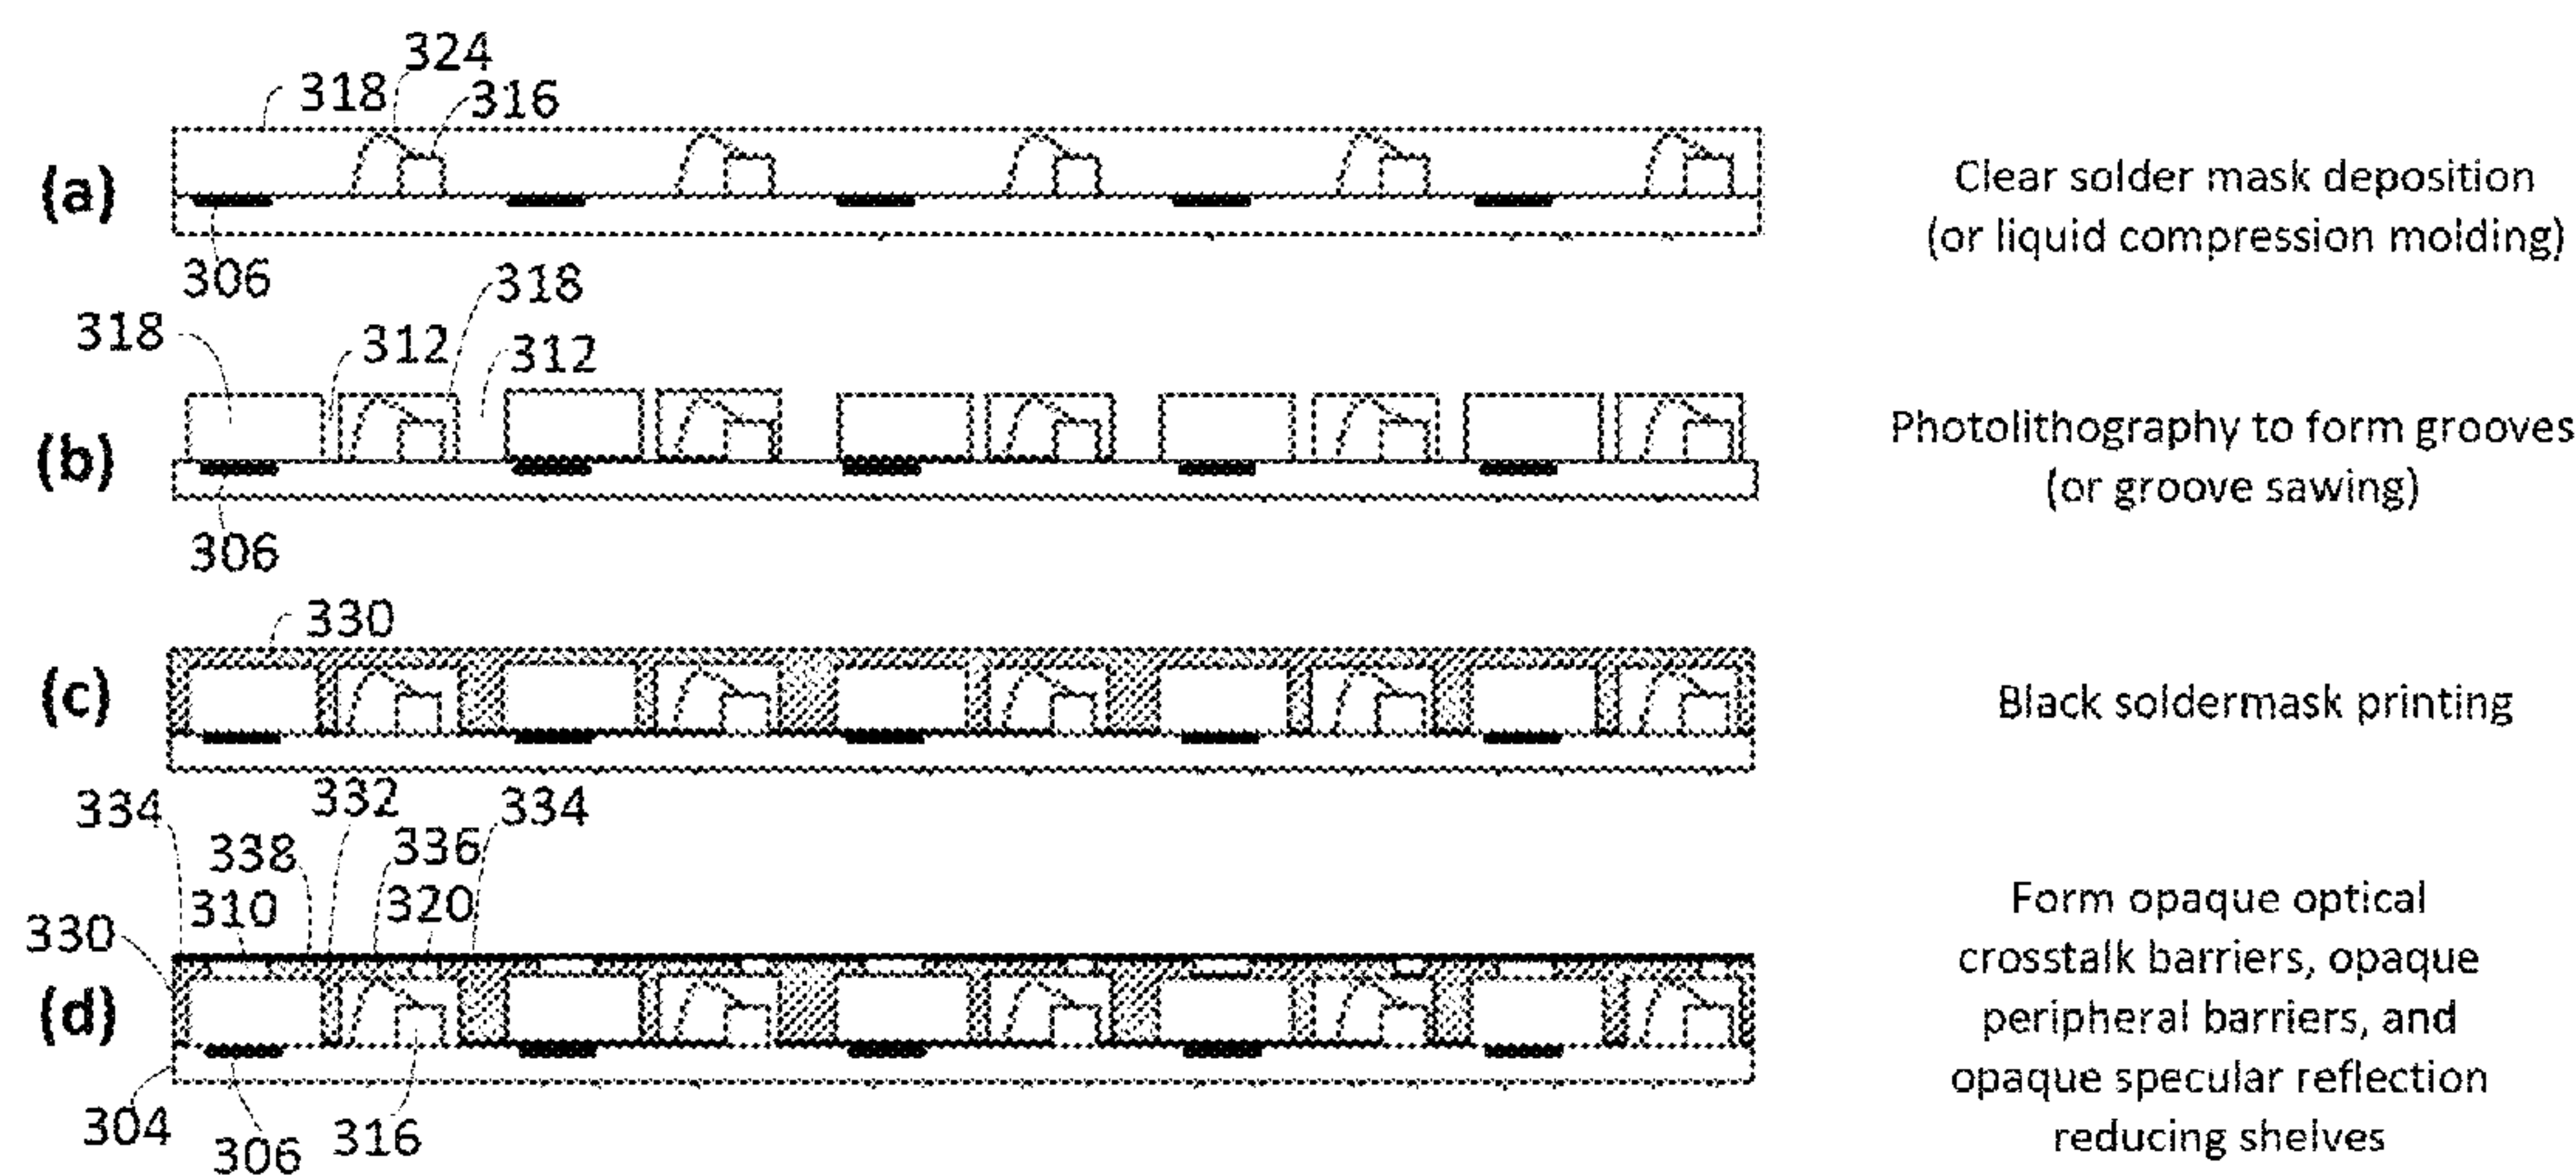 324
318
316
(a)
Clear solder mask deposition
(or liquid compression molding)
306
318
318
312
312
(b)
Photolithography to form grooves
(or groove sawing)
306
330
(c)
Black soldermask printing
334
332
334
338
336
310
320
330
(d)
Form opaque optical
crosstalk barriers, opaque
peripheral barriers, and
opaque specular reflection
reducing shelves
304
306
316